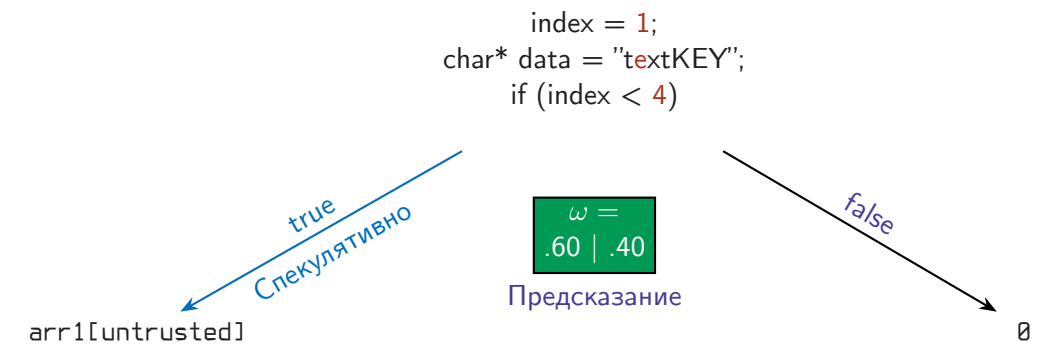 index = 1;
char* data = "textKEY";
if (index < 4)
true
Спекулятивно
false
ω =
.60 | .40
Предсказание
arr1[untrusted]
0